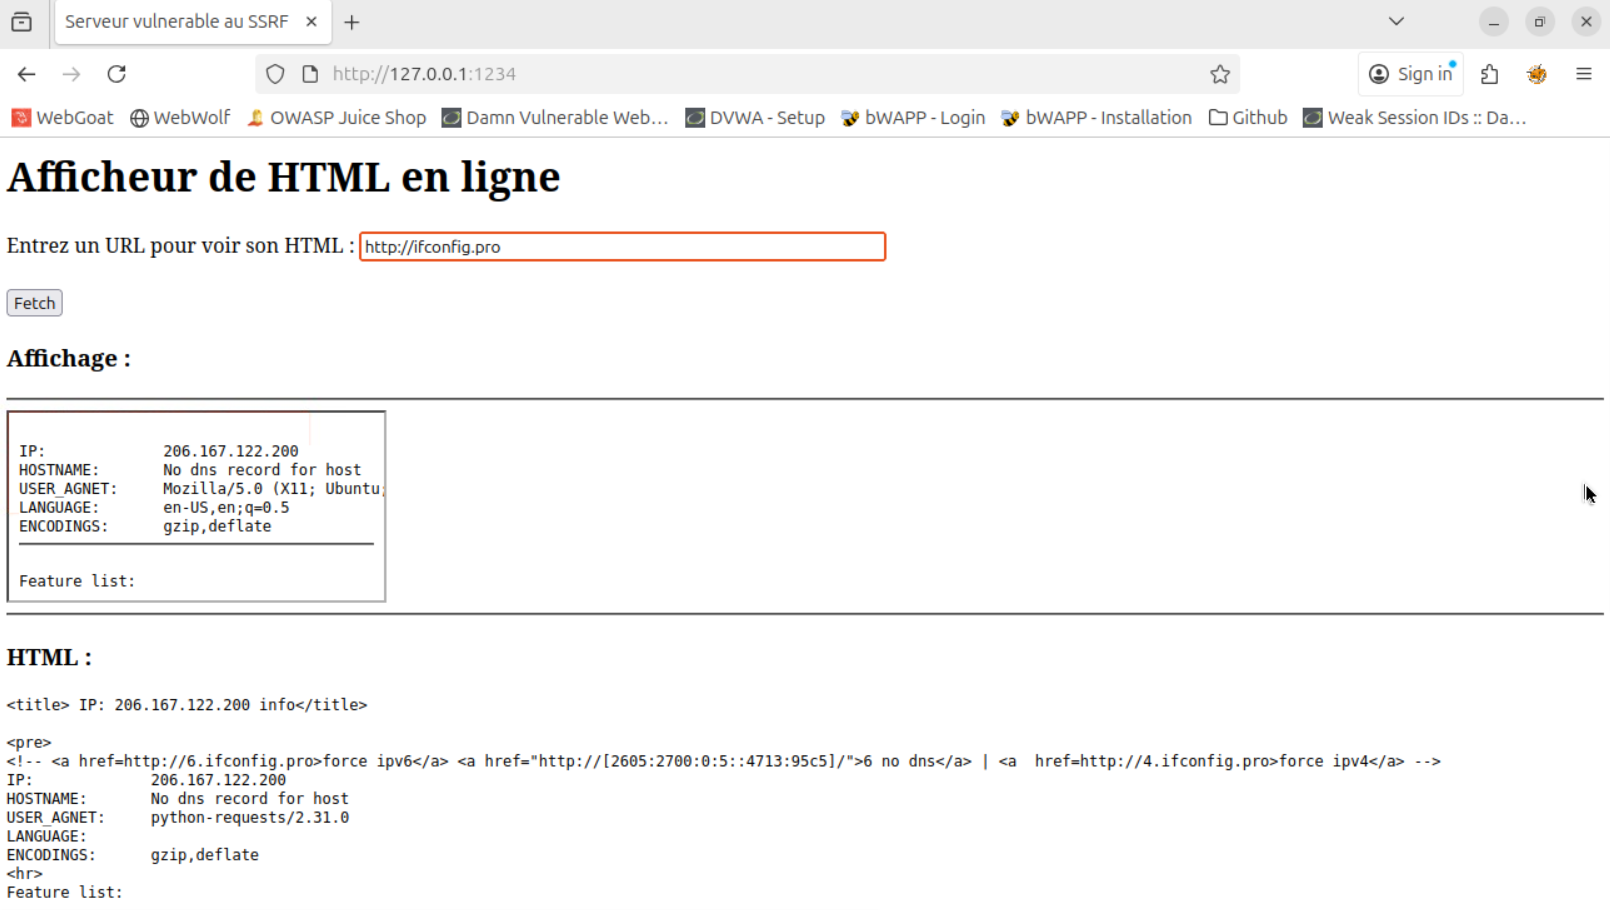 Serveur vulnerable au SSRF
http://127.0.0.1:1234
Sign in
WebGoat WebWolf OWASP Juice Shop Damn Vulnerable Web… DVWA - Setup bWAPP - Login bWAPP - Installation Github Weak Session IDs :: Da…
Afficheur de HTML en ligne
Entrez un URL pour voir son HTML : http://ifconfig.pro
Fetch
Affichage :
IP: 206.167.122.200
HOSTNAME: No dns record for host
USER_AGNET: Mozilla/5.0 (X11; Ubuntu;
LANGUAGE: en-US,en;q=0.5
ENCODINGS: gzip,deflate
Feature list:
HTML :
<title> IP: 206.167.122.200 info</title>
<pre>
<!-- <a href=http://6.ifconfig.pro>force ipv6</a> <a href="http://[2605:2700:0:5::4713:95c5]/">6 no dns</a> | <a  href=http://4.ifconfig.pro>force ipv4</a> -->
IP: 206.167.122.200
HOSTNAME: No dns record for host
USER_AGNET: python-requests/2.31.0
LANGUAGE:
ENCODINGS: gzip,deflate
<hr>
Feature list: